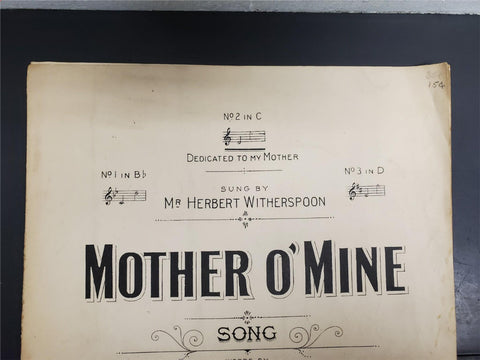 154
No 2 IN C
DEDICATED TO MY MOTHER
No 1 IN B♭
No 3 IN D
SUNG BY
MR HERBERT WITHERSPOON
MOTHER O' MINE
SONG